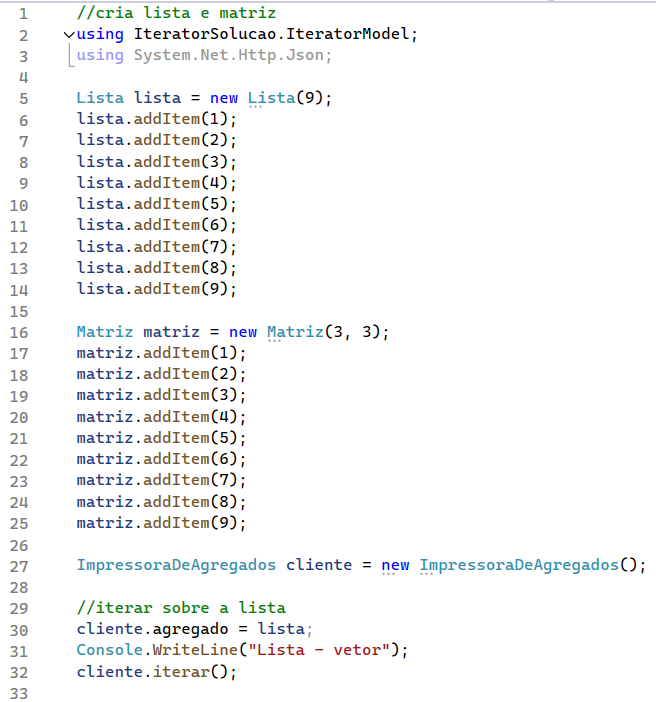 1 //cria lista e matriz
2 using IteratorSolucao.IteratorModel;
3 using System.Net.Http.Json;
4
5 Lista lista = new Lista(9);
6 lista.addItem(1);
7 lista.addItem(2);
8 lista.addItem(3);
9 lista.addItem(4);
10 lista.addItem(5);
11 lista.addItem(6);
12 lista.addItem(7);
13 lista.addItem(8);
14 lista.addItem(9);
15
16 Matriz matriz = new Matriz(3, 3);
17 matriz.addItem(1);
18 matriz.addItem(2);
19 matriz.addItem(3);
20 matriz.addItem(4);
21 matriz.addItem(5);
22 matriz.addItem(6);
23 matriz.addItem(7);
24 matriz.addItem(8);
25 matriz.addItem(9);
26
27 ImpressoraDeAgregados cliente = new ImpressoraDeAgregados();
28
29 //iterar sobre a lista
30 cliente.agregado = lista;
31 Console.WriteLine("Lista - vetor");
32 cliente.iterar();
33